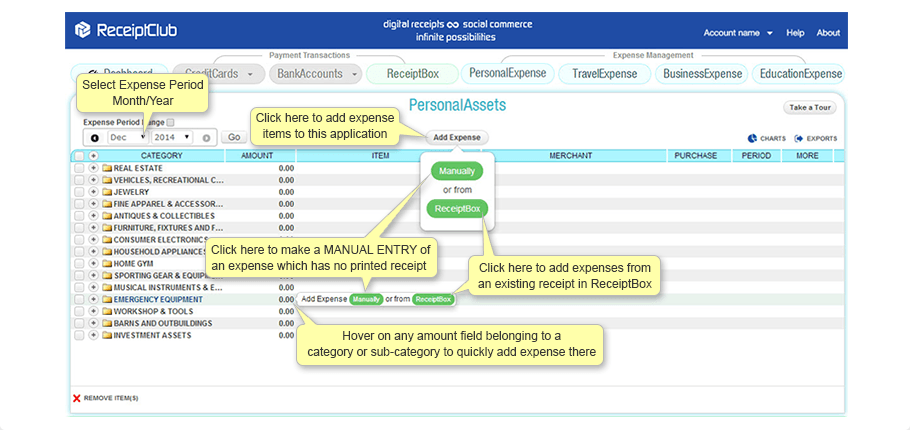 ReceiptClub
digital receipts ∞ social commerce
infinite possibilities
Account name Help About
Payment Transactions
Expense Management
Dashboard CreditCards BankAccounts ReceiptBox PersonalExpense TravelExpense BusinessExpense EducationExpense
Select Expense Period
Month/Year
PersonalAssets
Take a Tour
Expense Period Range
Dec 2014 Go
Click here to add expense
items to this application
Add Expense
CHARTS EXPORTS
CATEGORY AMOUNT ITEM MERCHANT PURCHASE PERIOD MORE
REAL ESTATE 0.00
VEHICLES, RECREATIONAL C... 0.00
JEWELRY 0.00
FINE APPAREL & ACCESSOR... 0.00
ANTIQUES & COLLECTIBLES 0.00
FURNITURE, FIXTURES AND F... 0.00
CONSUMER ELECTRONICS
HOUSEHOLD APPLIANCES
HOME GYM
SPORTING GEAR & EQUIPM...
MUSICAL INSTRUMENTS & E... 0.00
EMERGENCY EQUIPMENT 0.00
WORKSHOP & TOOLS 0.00
BARNS AND OUTBUILDINGS 0.00
INVESTMENT ASSETS 0.00
Manually
or from
ReceiptBox
Click here to make a MANUAL ENTRY of
an expense which has no printed receipt
Click here to add expenses from
an existing receipt in ReceiptBox
Add Expense Manually or from ReceiptBox
Hover on any amount field belonging to a
category or sub-category to quickly add expense there
REMOVE ITEM(S)